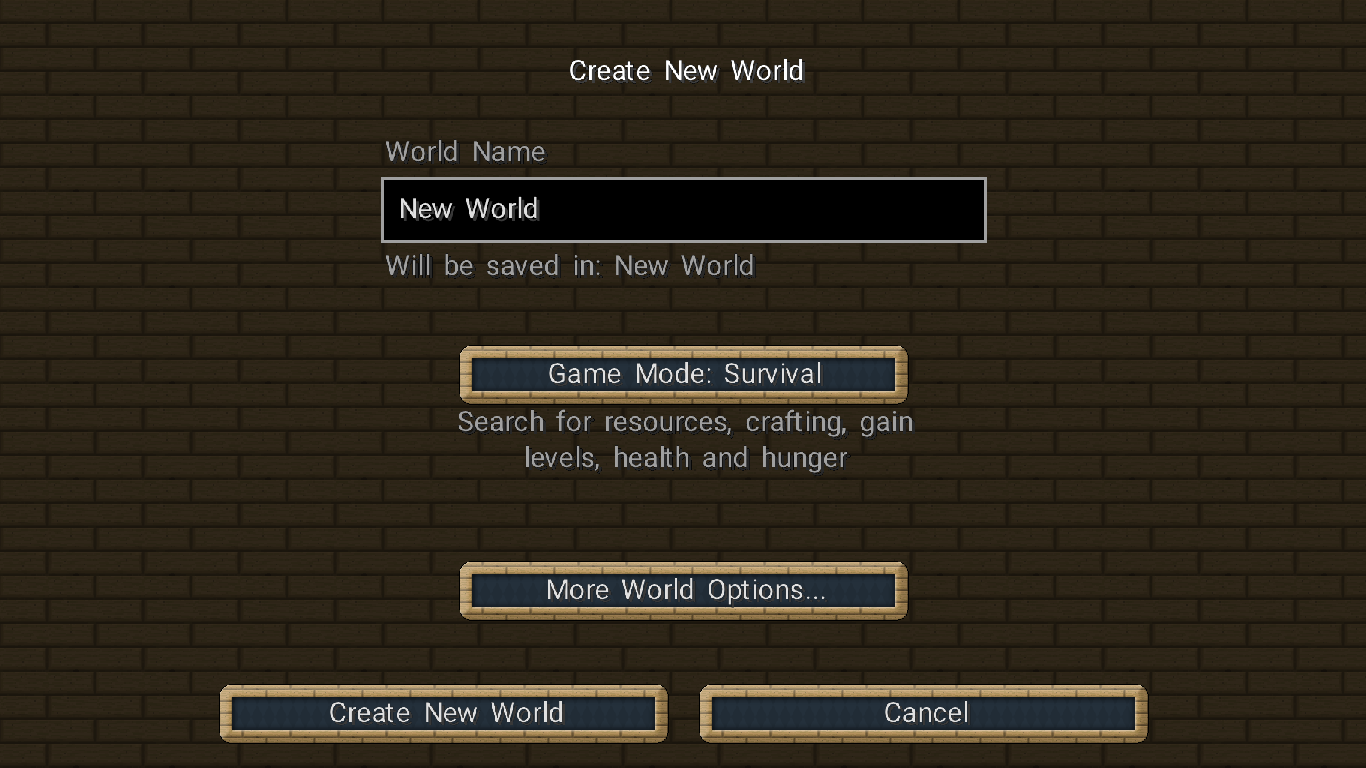 Create New World
World Name
New World
Will be saved in: New World
Game Mode: Survival
Search for resources, crafting, gain
levels, health and hunger
More World Options...
Create New World
Cancel